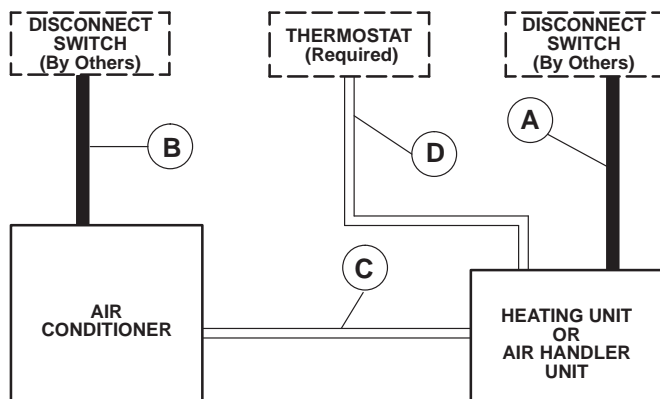 DISCONNECT
SWITCH
(By Others)
THERMOSTAT
(Required)
DISCONNECT
SWITCH
(By Others)
A
B
D
C
AIR
CONDITIONER
HEATING UNIT
OR
AIR HANDLER
UNIT